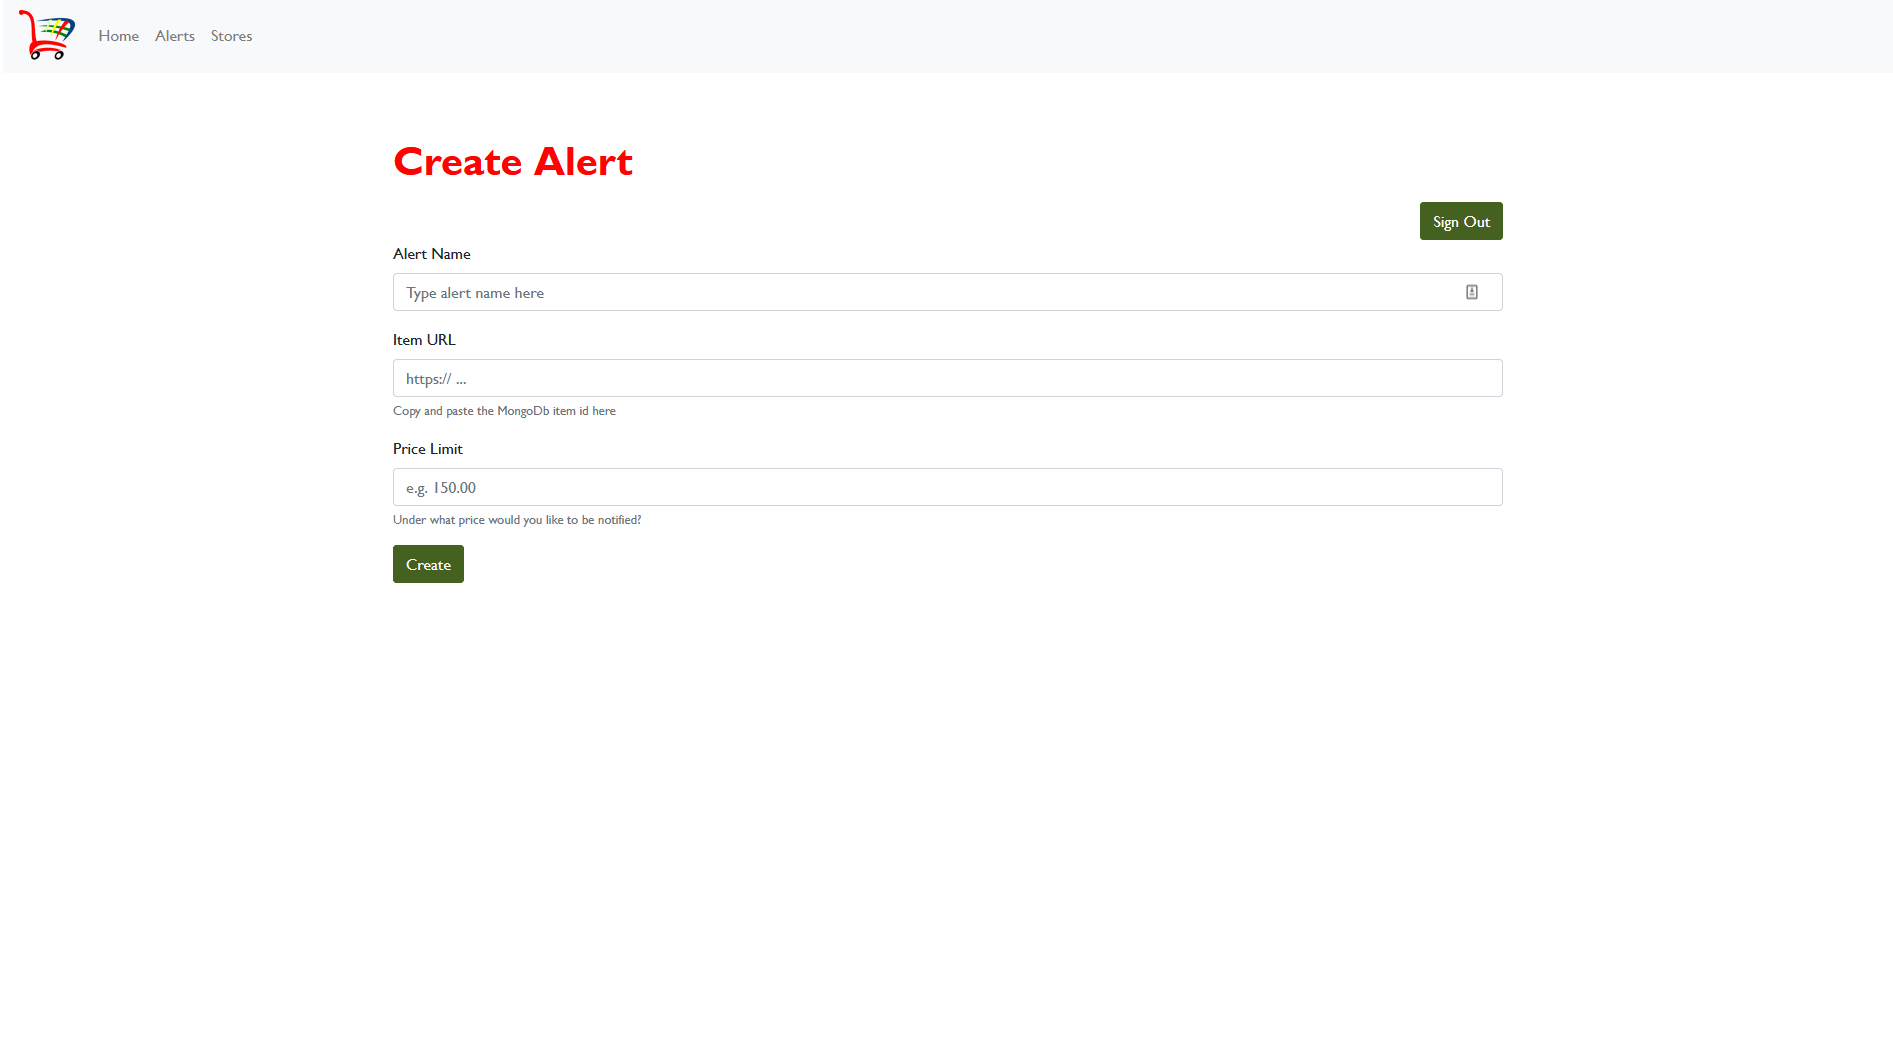 Home Alerts Stores
Create Alert
Sign Out
Alert Name
Type alert name here
Item URL
https:// ...
Copy and paste the MongoDb item id here
Price Limit
e.g. 150.00
Under what price would you like to be notified?
Create